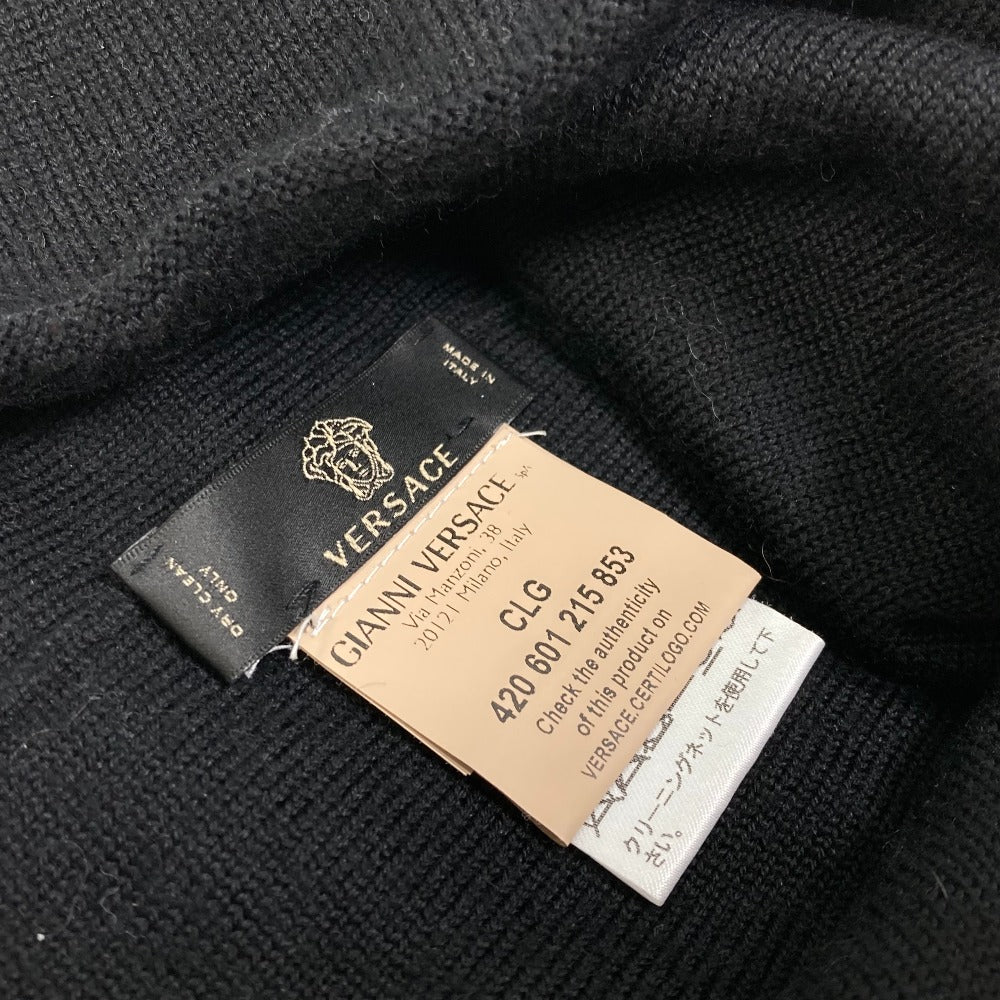 MADE IN
ITALY
VERSACE
DRY CLEAN
ONLY
GIANNI VERSACE SpA
Via Manzoni, 38
20121 Milano, Italy
CLG
420 601 215 853
Check the authenticity
of this product on
VERSACE.CERTILOGO.COM
クリーニングネットを使用して下
さい。